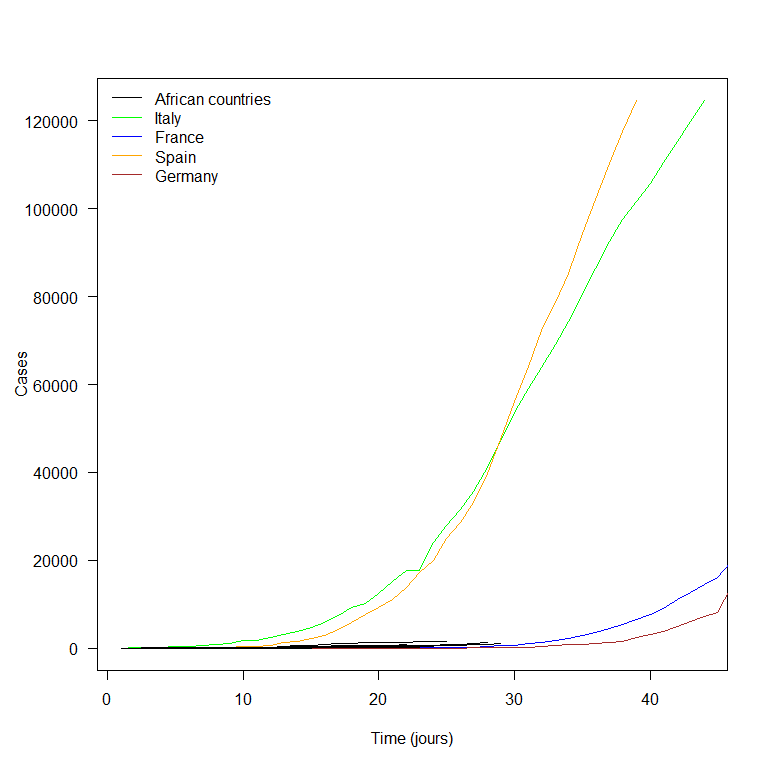 African countries
Italy
France
Spain
Germany
120000
100000
80000
60000
40000
20000
0
Cases
0 10 20 30 40
Time (jours)